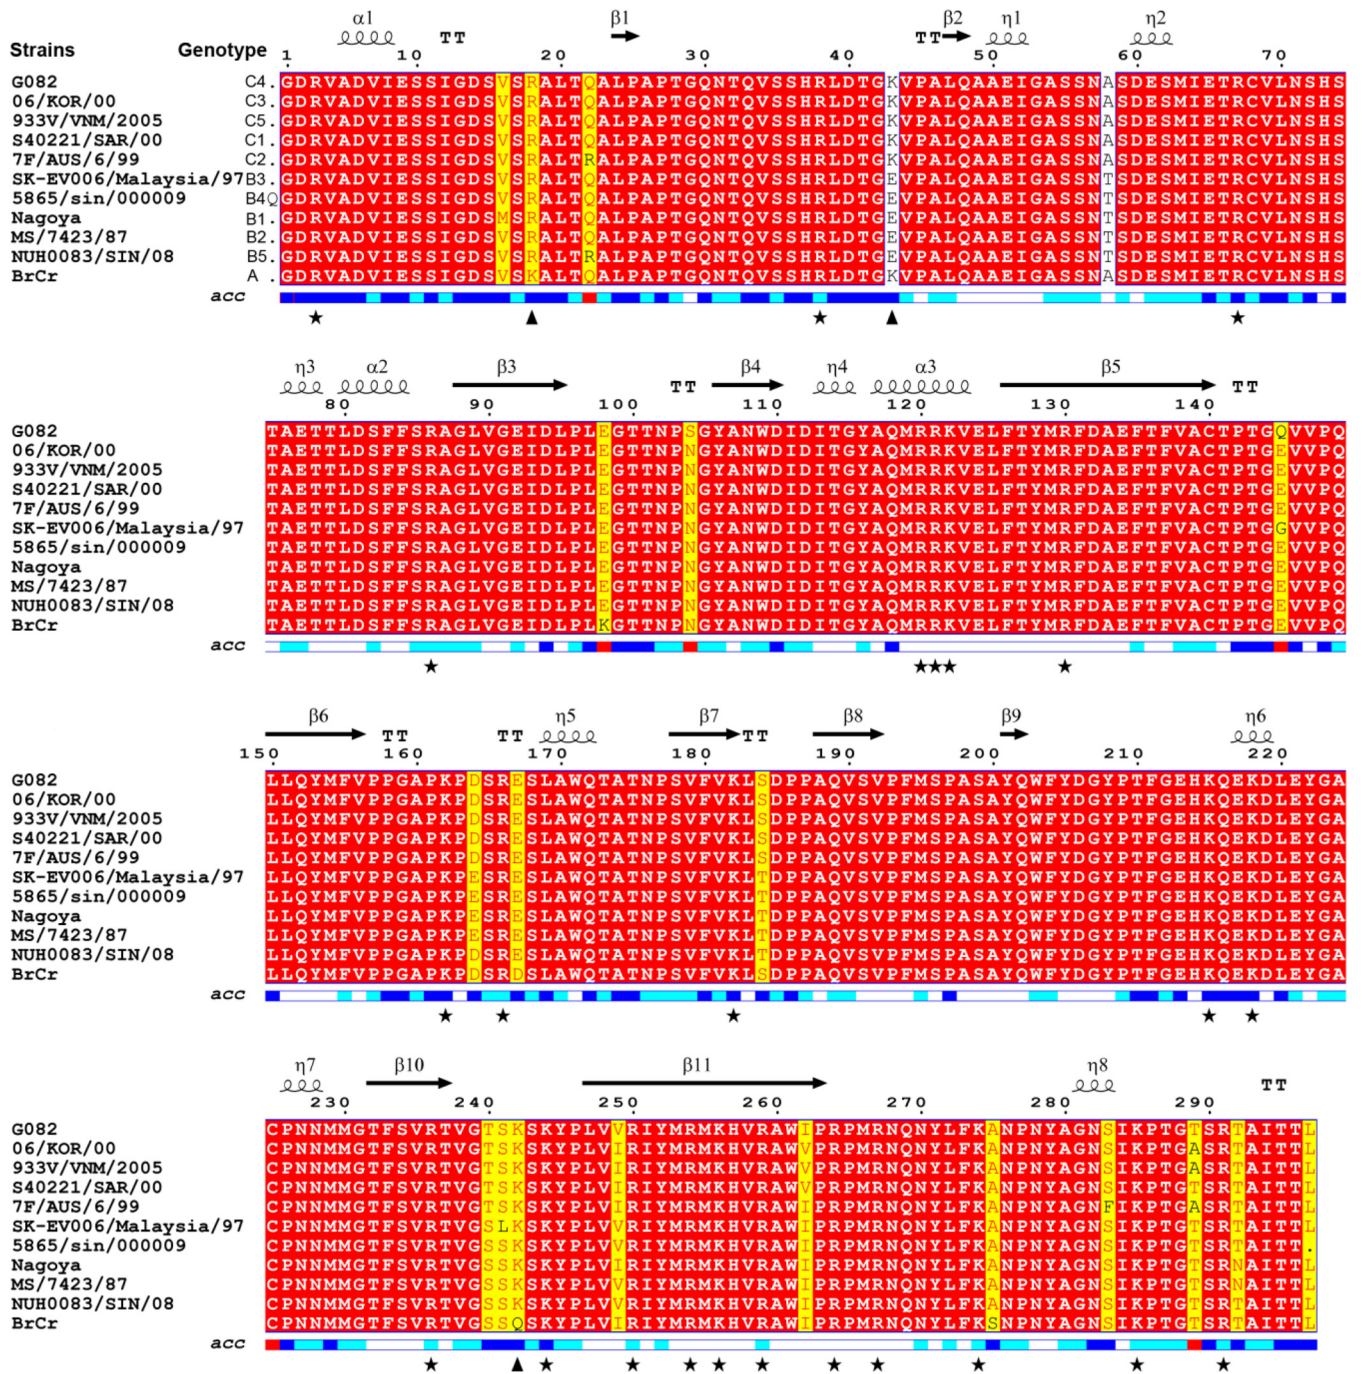 α1 β1 β2 η1 η2
TT TT
Strains Genotype 1 10 20 30 40 50 60 70
G082 C4 . GDRVADVIESSIGDSVSRALTQALPAPTGQNTQVSSHRLDTGKVPALQAAEIGASSNASDESMIETRCVLNSHS
06/KOR/00 C3 . GDRVADVIESSIGDSVSRALTQALPAPTGQNTQVSSHRLDTGKVPALQAAEIGASSNASDESMIETRCVLNSHS
933V/VNM/2005 C5 . GDRVADVIESSIGDSVSRALTQALPAPTGQNTQVSSHRLDTGKVPALQAAEIGASSNASDESMIETRCVLNSHS
S40221/SAR/00 C1 . GDRVADVIESSIGDSVSRALTQALPAPTGQNTQVSSHRLDTGKVPALQAAEIGASSNASDESMIETRCVLNSHS
7F/AUS/6/99 C2 . GDRVADVIESSIGDSVSRALTRALPAPTGQNTQVSSHRLDTGKVPALQAAEIGASSNASDESMIETRCVLNSHS
SK-EV006/Malaysia/97 B3 . GDRVADVIESSIGDSVSRALTQALPAPTGQNTQVSSHRLDTGEVPALQAAEIGASSNTSDESMIETRCVLNSHS
5865/sin/000009 B4 QGDRVADVIESSIGDSVSRALTQALPAPTGQNTQVSSHRLDTGEVPALQAAEIGASSNTSDESMIETRCVLNSHS
Nagoya B1 . GDRVADVIESSIGDSMSRALTQALPAPTGQNTQVSSHRLDTGEVPALQAAEIGASSNTSDESMIETRCVLNSHS
MS/7423/87 B2 . GDRVADVIESSIGDSVSRALTQALPAPTGQNTQVSSHRLDTGEVPALQAAEIGASSNTSDESMIETRCVLNSHS
NUH0083/SIN/08 B5 . GDRVADVIESSIGDSVSRALTRALPAPTGQNTQVSSHRLDTGEVPALQAAEIGASSNTSDESMIETRCVLNSHS
BrCr A . GDRVADVIESSIGDSVSKALTQALPAPTGQNTQVSSHRLDTGKVPALQAAEIGASSNASDESMIETRCVLNSHS
acc
η3 α2 β3 β4 η4 α3 β5
TT TT
80 90 100 110 120 130 140
G082 TAETTLDSFFSRAGLVGEIDLPLEGTTNPSGYANWDIDITGYAQMRRKVELFTYMRFDAEFTFVACTPTGQVVPQ
06/KOR/00 TAETTLDSFFSRAGLVGEIDLPLEGTTNPNGYANWDIDITGYAQMRRKVELFTYMRFDAEFTFVACTPTGEVVPQ
933V/VNM/2005 TAETTLDSFFSRAGLVGEIDLPLEGTTNPNGYANWDIDITGYAQMRRKVELFTYMRFDAEFTFVACTPTGEVVPQ
S40221/SAR/00 TAETTLDSFFSRAGLVGEIDLPLEGTTNPNGYANWDIDITGYAQMRRKVELFTYMRFDAEFTFVACTPTGEVVPQ
7F/AUS/6/99 TAETTLDSFFSRAGLVGEIDLPLEGTTNPNGYANWDIDITGYAQMRRKVELFTYMRFDAEFTFVACTPTGEVVPQ
SK-EV006/Malaysia/97 TAETTLDSFFSRAGLVGEIDLPLEGTTNPNGYANWDIDITGYAQMRRKVELFTYMRFDAEFTFVACTPTGGVVPQ
5865/sin/000009 TAETTLDSFFSRAGLVGEIDLPLEGTTNPNGYANWDIDITGYAQMRRKVELFTYMRFDAEFTFVACTPTGEVVPQ
Nagoya TAETTLDSFFSRAGLVGEIDLPLEGTTNPNGYANWDIDITGYAQMRRKVELFTYMRFDAEFTFVACTPTGEVVPQ
MS/7423/87 TAETTLDSFFSRAGLVGEIDLPLEGTTNPNGYANWDIDITGYAQMRRKVELFTYMRFDAEFTFVACTPTGEVVPQ
NUH0083/SIN/08 TAETTLDSFFSRAGLVGEIDLPLEGTTNPNGYANWDIDITGYAQMRRKVELFTYMRFDAEFTFVACTPTGEVVPQ
BrCr TAETTLDSFFSRAGLVGEIDLPLKGTTNPNGYANWDIDITGYAQMRRKVELFTYMRFDAEFTFVACTPTGEVVPQ
acc
β6 η5 β7 β8 β9 η6
TT TT TT
150 160 170 180 190 200 210 220
G082 LLQYMFVPPGAPKPDSRESLAWQTATNPSVFVKLSDPPAQVSVPFMSPASAYQWFYDGYPTFGEHKQEKDLEYGA
06/KOR/00 LLQYMFVPPGAPKPDSRESLAWQTATNPSVFVKLSDPPAQVSVPFMSPASAYQWFYDGYPTFGEHKQEKDLEYGA
933V/VNM/2005 LLQYMFVPPGAPKPDSRESLAWQTATNPSVFVKLSDPPAQVSVPFMSPASAYQWFYDGYPTFGEHKQEKDLEYGA
S40221/SAR/00 LLQYMFVPPGAPKPDSRESLAWQTATNPSVFVKLSDPPAQVSVPFMSPASAYQWFYDGYPTFGEHKQEKDLEYGA
7F/AUS/6/99 LLQYMFVPPGAPKPDSRESLAWQTATNPSVFVKLSDPPAQVSVPFMSPASAYQWFYDGYPTFGEHKQEKDLEYGA
SK-EV006/Malaysia/97 LLQYMFVPPGAPKPESRESLAWQTATNPSVFVKLTDPPAQVSVPFMSPASAYQWFYDGYPTFGEHKQEKDLEYGA
5865/sin/000009 LLQYMFVPPGAPKPESRESLAWQTATNPSVFVKLTDPPAQVSVPFMSPASAYQWFYDGYPTFGEHKQEKDLEYGA
Nagoya LLQYMFVPPGAPKPESRESLAWQTATNPSVFVKLTDPPAQVSVPFMSPASAYQWFYDGYPTFGEHKQEKDLEYGA
MS/7423/87 LLQYMFVPPGAPKPESRESLAWQTATNPSVFVKLTDPPAQVSVPFMSPASAYQWFYDGYPTFGEHKQEKDLEYGA
NUH0083/SIN/08 LLQYMFVPPGAPKPESRESLAWQTATNPSVFVKLTDPPAQVSVPFMSPASAYQWFYDGYPTFGEHKQEKDLEYGA
BrCr LLQYMFVPPGAPKPDSRDSLAWQTATNPSVFVKLSDPPAQVSVPFMSPASAYQWFYDGYPTFGEHKQEKDLEYGA
acc
η7 β10 β11 η8
TT
230 240 250 260 270 280 290
G082 CPNNMMGTFSVRTVGTSKSKYPLVVRIYMRMKHVRAWIPRPMRNQNYLFKANPNYAGNSIKPTGTSRTAITTL
06/KOR/00 CPNNMMGTFSVRTVGTSKSKYPLVIRIYMRMKHVRAWVPRPMRNQNYLFKANPNYAGNSIKPTGASRTAITTL
933V/VNM/2005 CPNNMMGTFSVRTVGTSKSKYPLVIRIYMRMKHVRAWVPRPMRNQNYLFKANPNYAGNSIKPTGASRTAITTL
S40221/SAR/00 CPNNMMGTFSVRTVGTSKSKYPLVIRIYMRMKHVRAWVPRPMRNQNYLFKANPNYAGNSIKPTGTSRTAITTL
7F/AUS/6/99 CPNNMMGTFSVRTVGTSKSKYPLVIRIYMRMKHVRAWIPRPMRNQNYLFKANPNYAGNFIKPTGASRTAITTL
SK-EV006/Malaysia/97 CPNNMMGTFSVRTVGSLKSKYPLVVRIYMRMKHVRAWIPRPMRNQNYLFKANPNYAGNSIKPTGTSRTAITTL
5865/sin/000009 CPNNMMGTFSVRTVGSSKSKYPLVVRIYMRMKHVRAWIPRPMRNQNYLFKANPNYAGNSIKPTGTSRTAITT.
Nagoya CPNNMMGTFSVRTVGSSKSKYPLVVRIYMRMKHVRAWIPRPMRNQNYLFKANPNYAGNSIKPTGTSRNAITTL
MS/7423/87 CPNNMMGTFSVRTVGSSKSKYPLVVRIYMRMKHVRAWIPRPMRNQNYLFKANPNYAGNSIKPTGTSRNAITTL
NUH0083/SIN/08 CPNNMMGTFSVRTVGSSKSKYPLVVRIYMRMKHVRAWIPRPMRNQNYLFKANPNYAGNSIKPTGTSRTAITTL
BrCr CPNNMMGTFSVRTVGSSQSKYPLVIRIYMRMKHVRAWIPRPMRNQNYLFKSNPNYAGNSIKPTGTSRTAITTL
acc